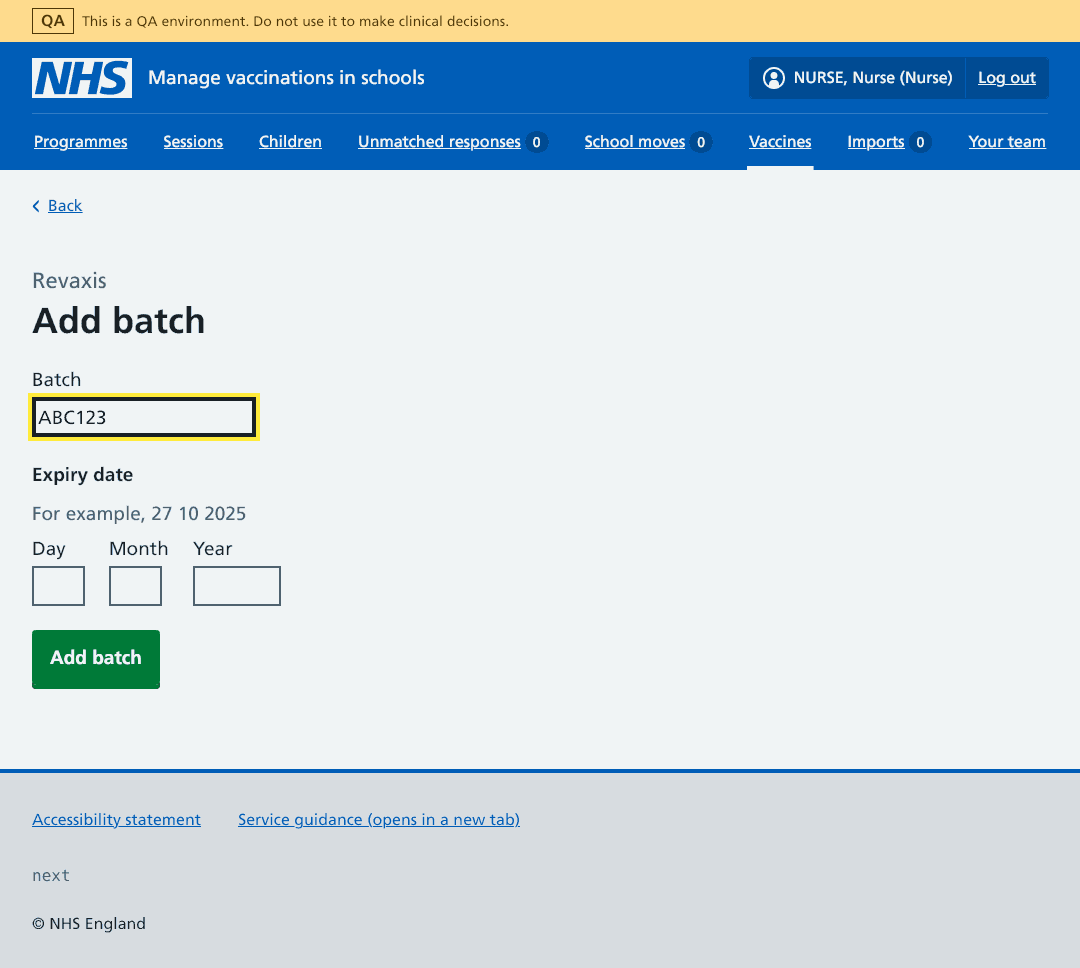 QA This is a QA environment. Do not use it to make clinical decisions.
NHS Manage vaccinations in schools NURSE, Nurse (Nurse) Log out
Programmes Sessions Children Unmatched responses 0 School moves 0 Vaccines Imports 0 Your team
Back
Revaxis
Add batch
Batch
ABC123
Expiry date
For example, 27 10 2025
Day Month Year
Add batch
Accessibility statement Service guidance (opens in a new tab)
next
© NHS England